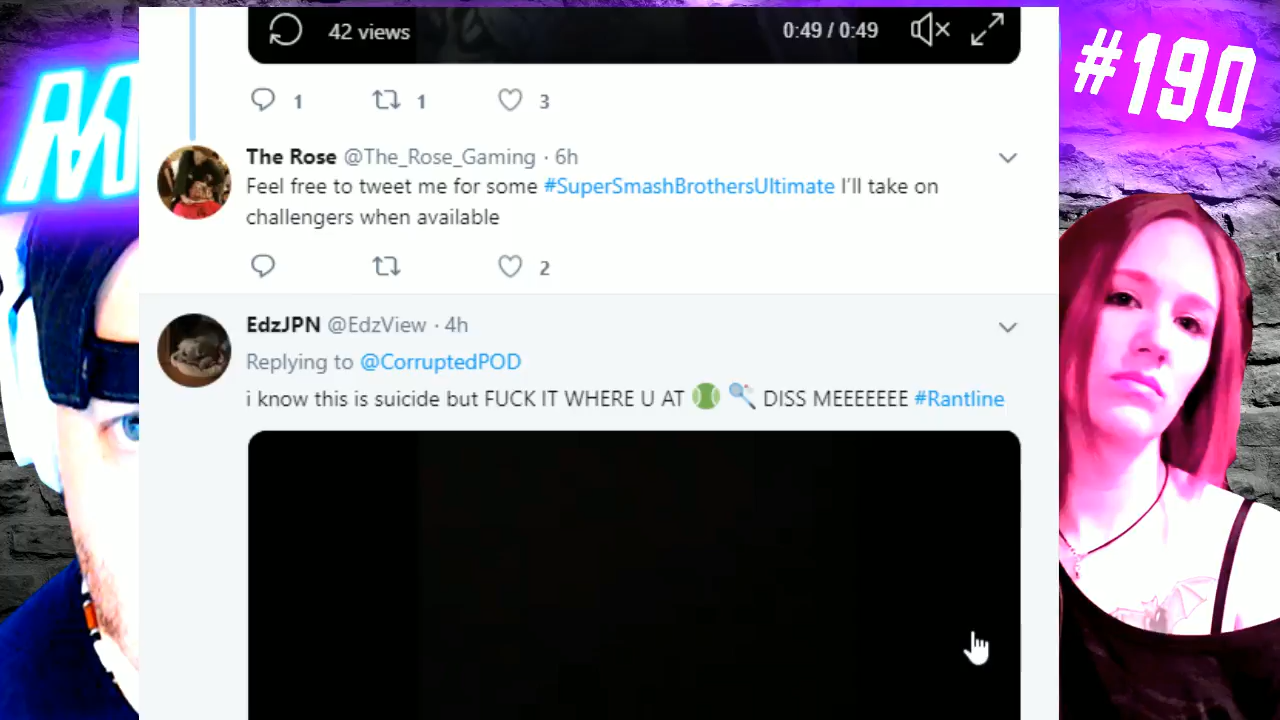 42 views
0:49 / 0:49
#190
1 1 3
The Rose @The_Rose_Gaming · 6h
Feel free to tweet me for some #SuperSmashBrothersUltimate I'll take on
challengers when available
2
EdzJPN @EdzView · 4h
Replying to @CorruptedPOD
i know this is suicide but FUCK IT WHERE U AT 🎾 DISS MEEEEEEE #Rantline